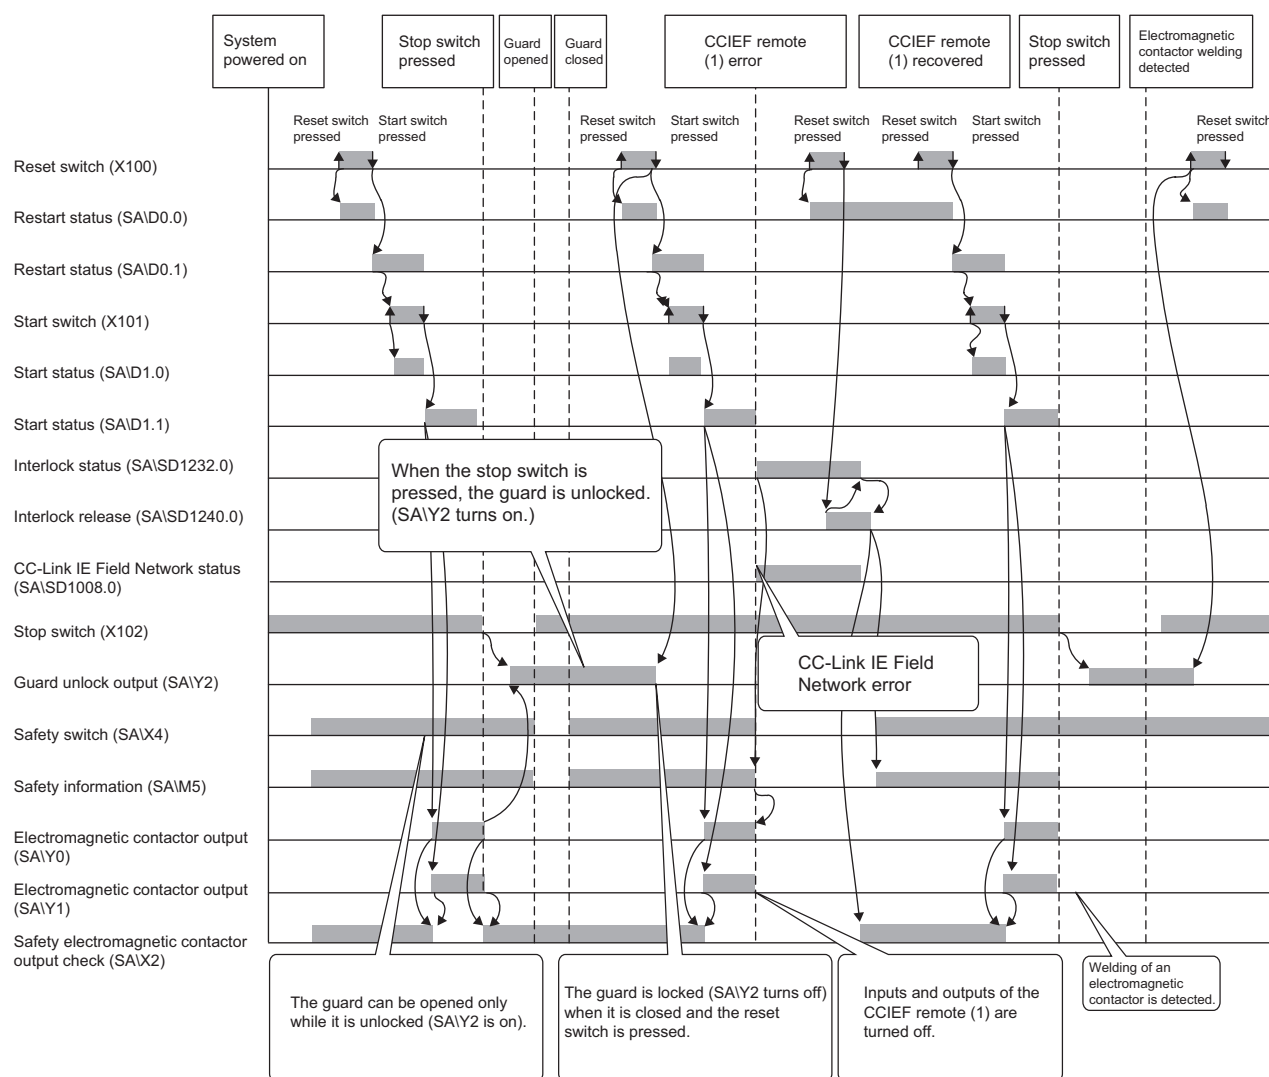 System
powered on
Stop switch
pressed
Guard
opened
Guard
closed
CCIEF remote
(1) error
CCIEF remote
(1) recovered
Stop switch
pressed
Electromagnetic
contactor welding
detected
Reset switch
pressed
Start switch
pressed
Reset switch
pressed
Start switch
pressed
Reset switch
pressed
Reset switch
pressed
Start switch
pressed
Reset switch
pressed
Reset switch (X100)
Restart status (SA\D0.0)
Restart status (SA\D0.1)
Start switch (X101)
Start status (SA\D1.0)
Start status (SA\D1.1)
Interlock status (SA\SD1232.0)
Interlock release (SA\SD1240.0)
CC-Link IE Field Network status
(SA\SD1008.0)
Stop switch (X102)
Guard unlock output (SA\Y2)
Safety switch (SA\X4)
Safety information (SA\M5)
Electromagnetic contactor output
(SA\Y0)
Electromagnetic contactor output
(SA\Y1)
Safety electromagnetic contactor
output check (SA\X2)
When the stop switch is
pressed, the guard is unlocked.
(SA\Y2 turns on.)
CC-Link IE Field
Network error
The guard can be opened only
while it is unlocked (SA\Y2 is on).
The guard is locked (SA\Y2 turns off)
when it is closed and the reset
switch is pressed.
Inputs and outputs of the
CCIEF remote (1) are
turned off.
Welding of an
electromagnetic
contactor is detected.